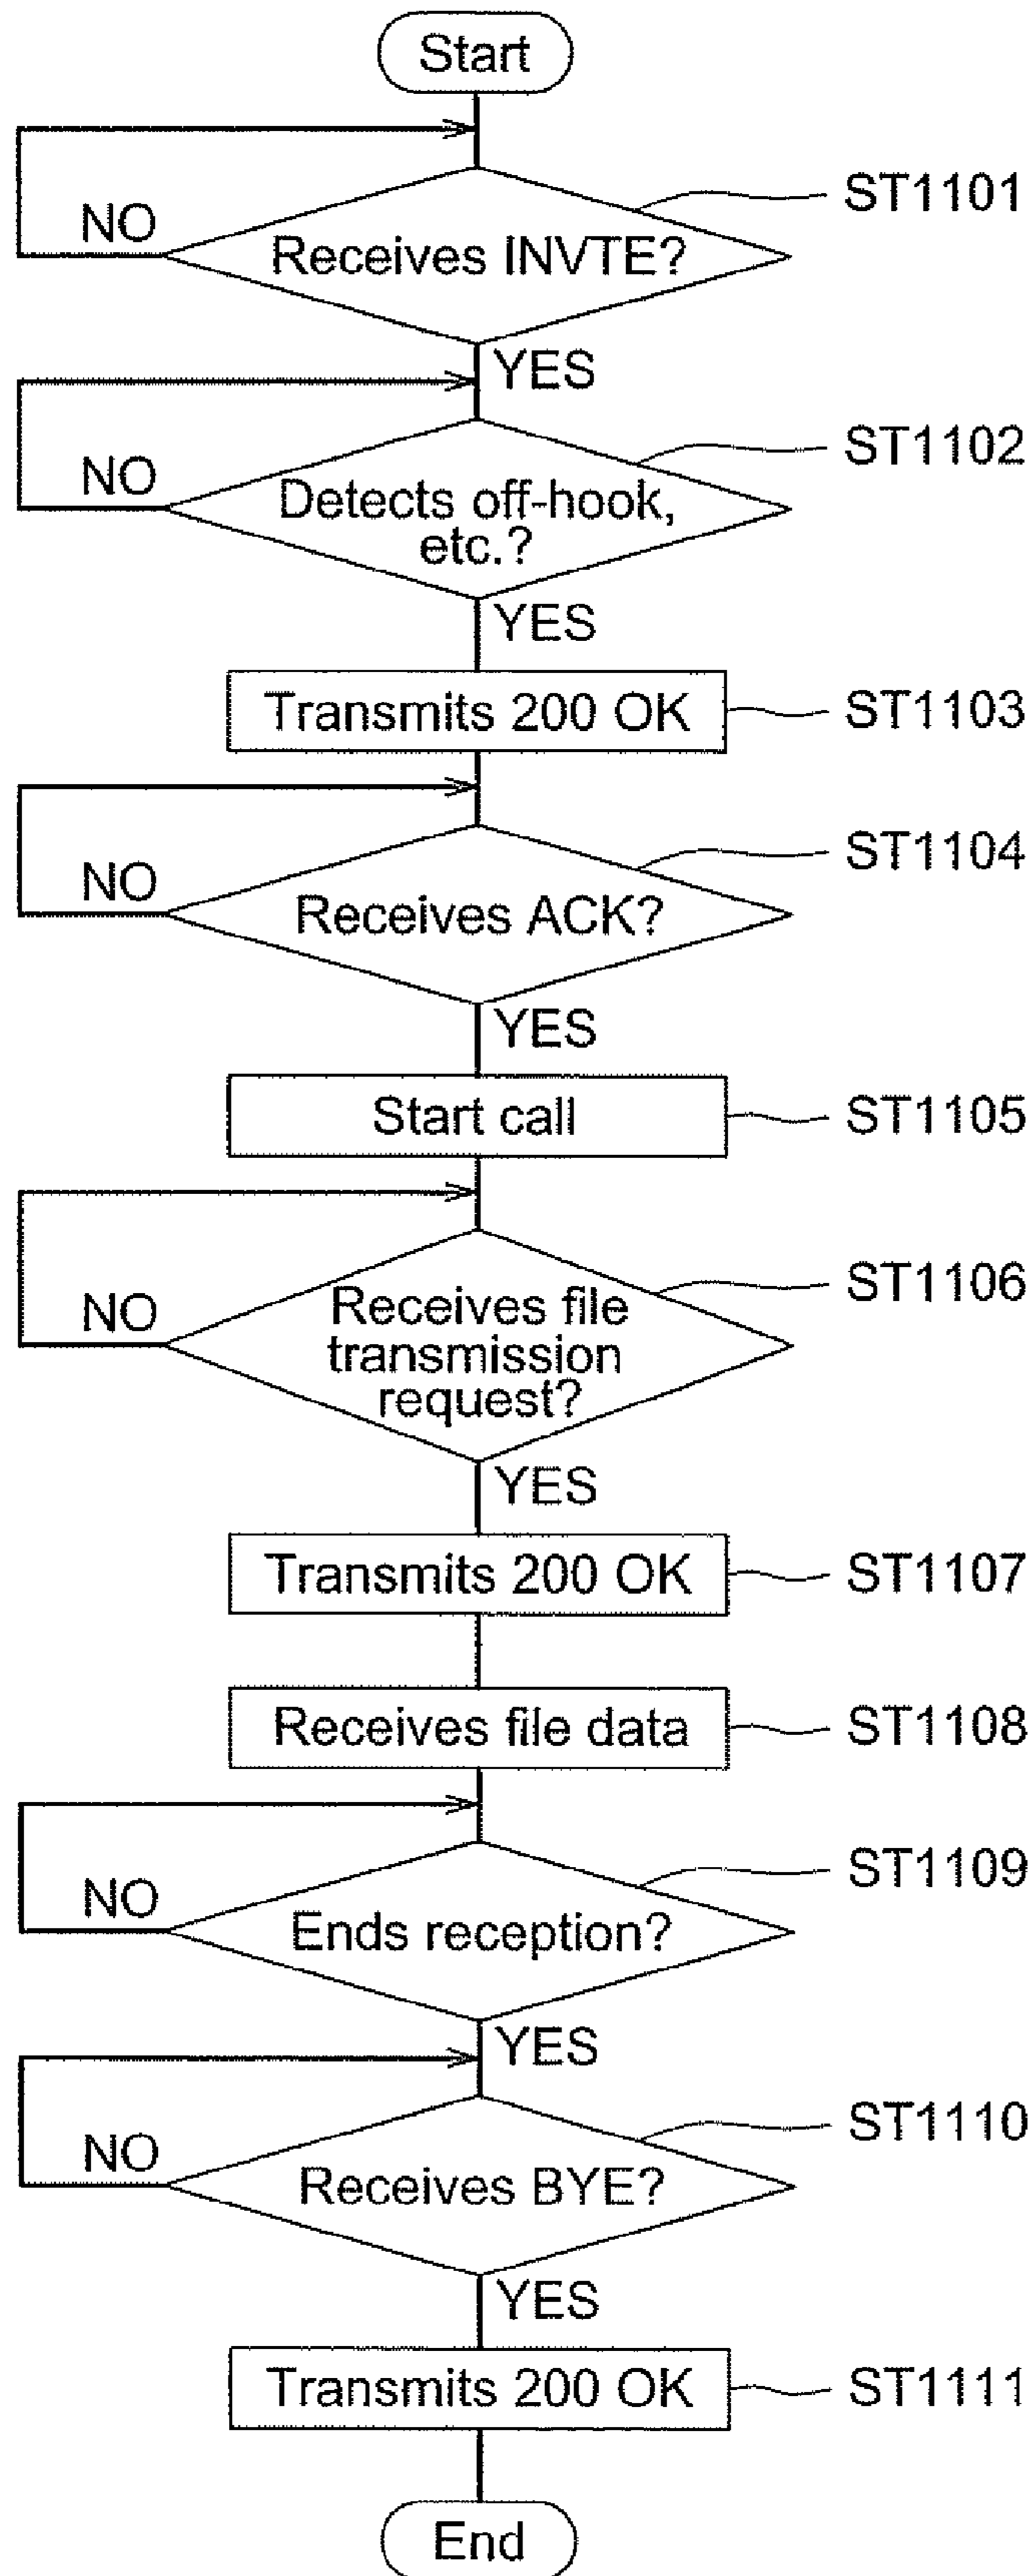 Start
ST1101
NO
Receives INVTE?
YES
ST1102
NO
Detects off-hook,
etc.?
YES
Transmits 200 OK
ST1103
ST1104
NO
Receives ACK?
YES
Start call
ST1105
ST1106
NO
Receives file
transmission
request?
YES
Transmits 200 OK
ST1107
Receives file data
ST1108
ST1109
NO
Ends reception?
YES
ST1110
NO
Receives BYE?
YES
Transmits 200 OK
ST1111
End